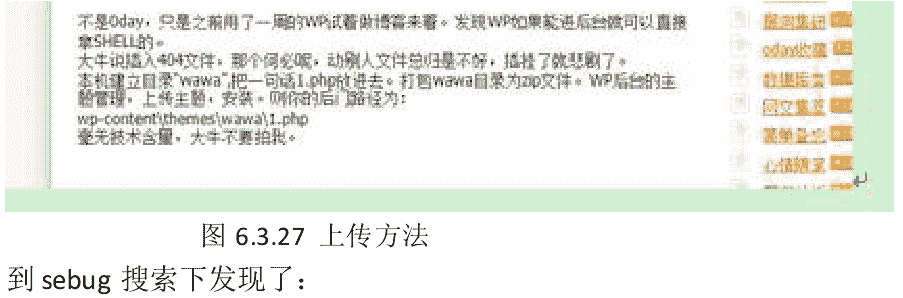 不是0day，只是之前用了一周的WP试着做博客来着。发现WP如果能进后台就可以直接
拿SHELL的。
大牛说插入404文件，那个何必呢，动别人文件总归是不好，插挂了就悲剧了。
本机建立目录"wawa",把一句话1.php放进去。打包wawa目录为zip文件。WP后台的主
题管理，上传主题，安装。则你的后门路径为：
wp-content\themes\wawa\1.php
毫无技术含量，大牛不要拍我。
图 6.3.27 上传方法
到 sebug 搜索下发现了：